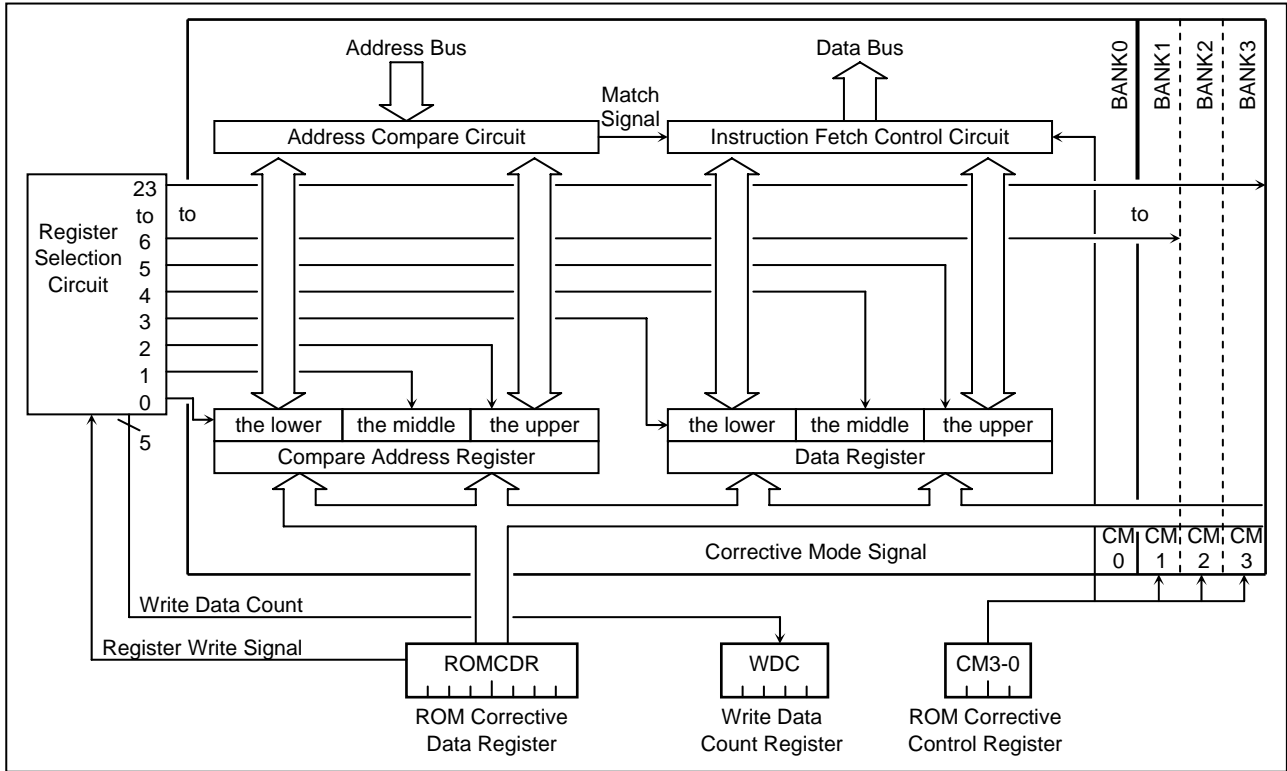 Address Bus
Data Bus
BANK0
BANK1
BANK2
BANK3
Match
Signal
Address Compare Circuit
Instruction Fetch Control Circuit
Register
Selection
Circuit
23
to
6
5
4
3
2
1
0
to
to
5
the lower
the middle
the upper
Compare Address Register
the lower
the middle
the upper
Data Register
Corrective Mode Signal
CM
0
CM
1
CM
2
CM
3
Write Data Count
Register Write Signal
ROMCDR
ROM Corrective
Data Register
WDC
Write Data
Count Register
CM3-0
ROM Corrective
Control Register